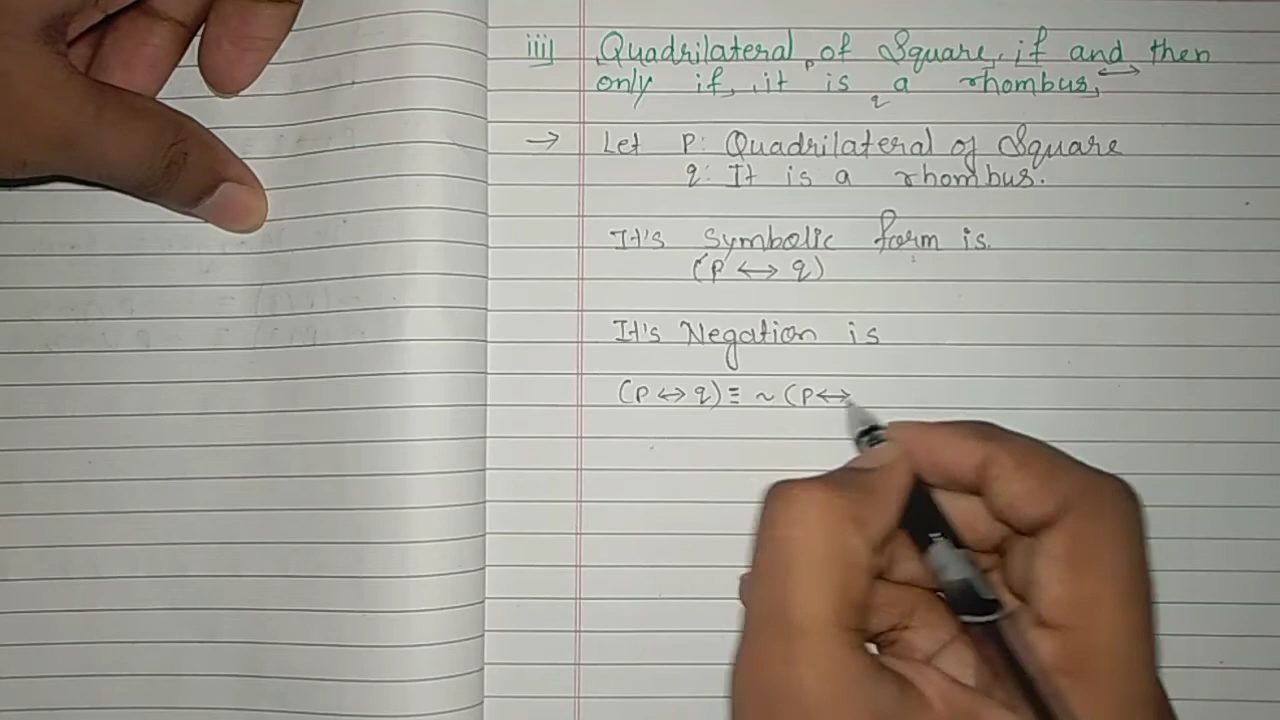 iii] Quadrilateral of Square, if and then
p
only if, it is a rhombus, ↔
q
→ Let p: Quadrilateral of Square
q: It is a rhombus.
It's Symbolic form is.
(p ↔ q)
It's Negation is
(p ↔ q) ≡ ~ (p ↔